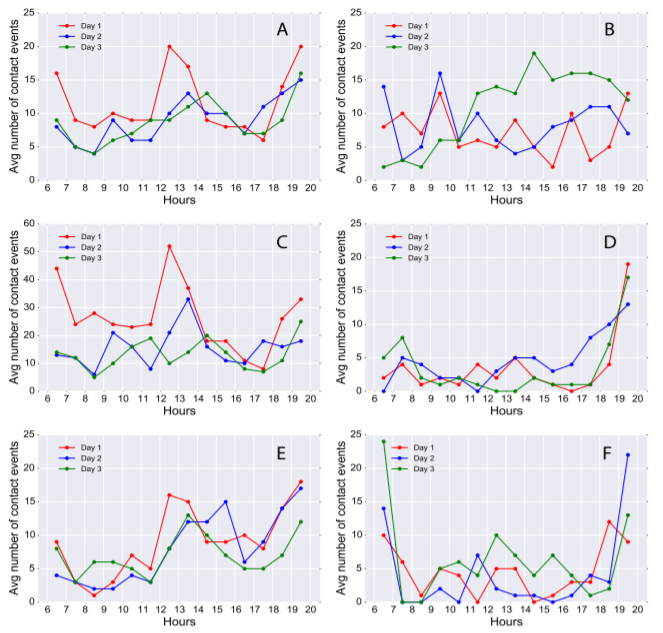 A
Day 1
Day 2
Day 3
Avg number of contact events
25
20
15
10
5
0
6 7 8 9 10 11 12 13 14 15 16 17 18 19 20
Hours
B
Day 1
Day 2
Day 3
Avg number of contact events
25
20
15
10
5
0
6 7 8 9 10 11 12 13 14 15 16 17 18 19 20
Hours
C
Day 1
Day 2
Day 3
Avg number of contact events
60
50
40
30
20
10
0
6 7 8 9 10 11 12 13 14 15 16 17 18 19 20
Hours
D
Day 1
Day 2
Day 3
Avg number of contact events
25
20
15
10
5
0
6 7 8 9 10 11 12 13 14 15 16 17 18 19 20
Hours
E
Day 1
Day 2
Day 3
Avg number of contact events
25
20
15
10
5
0
6 7 8 9 10 11 12 13 14 15 16 17 18 19 20
Hours
F
Day 1
Day 2
Day 3
Avg number of contact events
25
20
15
10
5
0
6 7 8 9 10 11 12 13 14 15 16 17 18 19 20
Hours